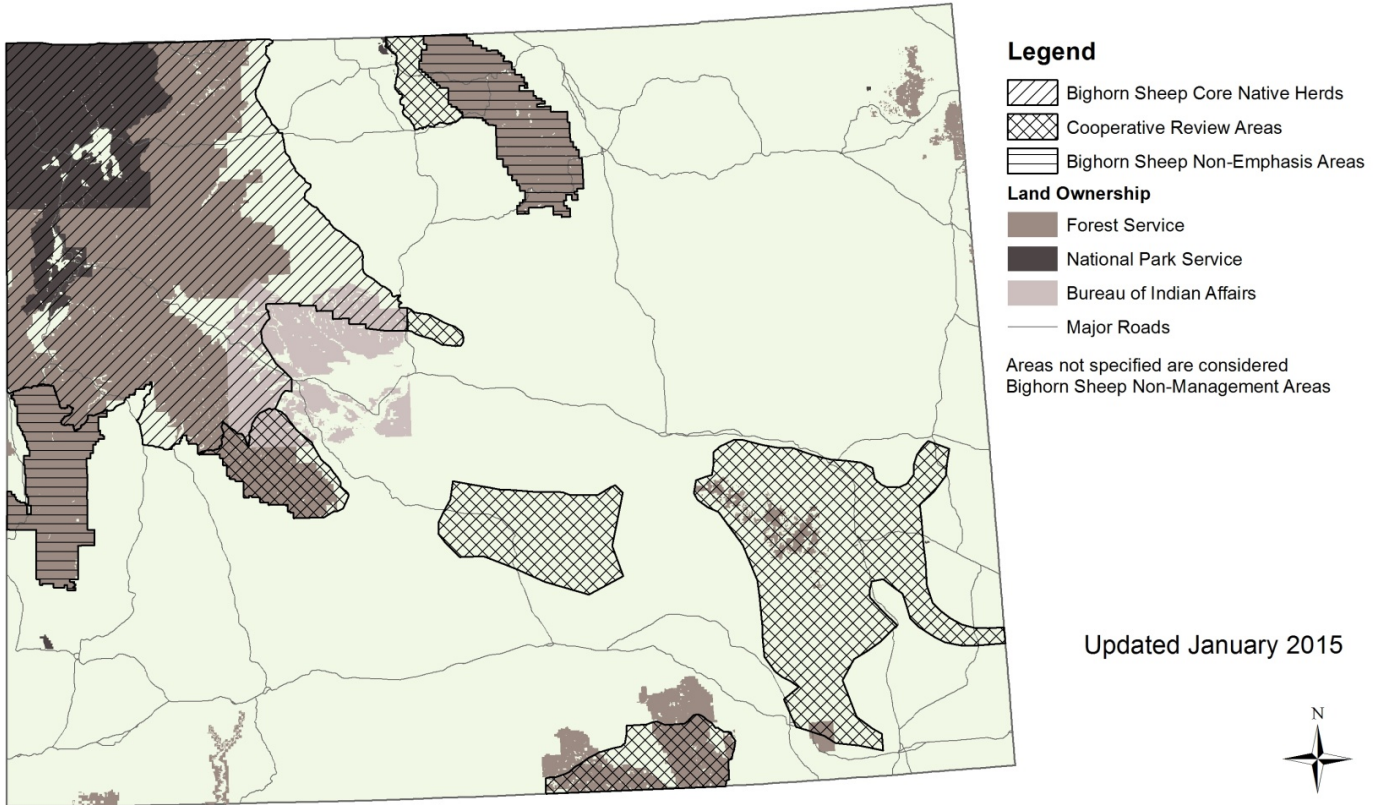 Legend
Bighorn Sheep Core Native Herds
Cooperative Review Areas
Bighorn Sheep Non-Emphasis Areas
Land Ownership
Forest Service
National Park Service
Bureau of Indian Affairs
Major Roads
Areas not specified are considered
Bighorn Sheep Non-Management Areas
Updated January 2015
N